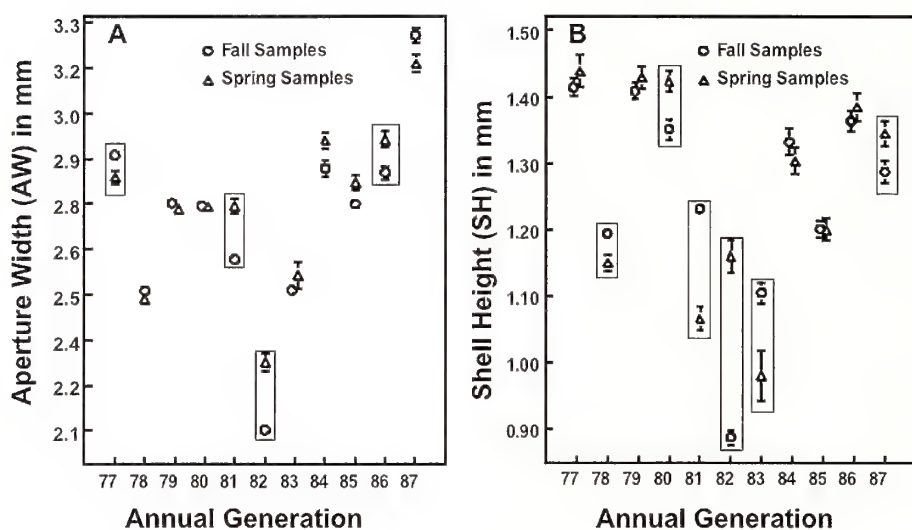 A
Fall Samples
Spring Samples
Aperture Width (AW) in mm
3.3
3.2
3.0
2.9
2.8
2.6
2.5
2.4
2.2
2.1
77 78 79 80 81 82 83 84 85 86 87
Annual Generation
B
Fall Samples
Spring Samples
Shell Height (SH) in mm
1.50
1.40
1.30
1.20
1.10
1.00
0.90
77 78 79 80 81 82 83 84 85 86 87
Annual Generation